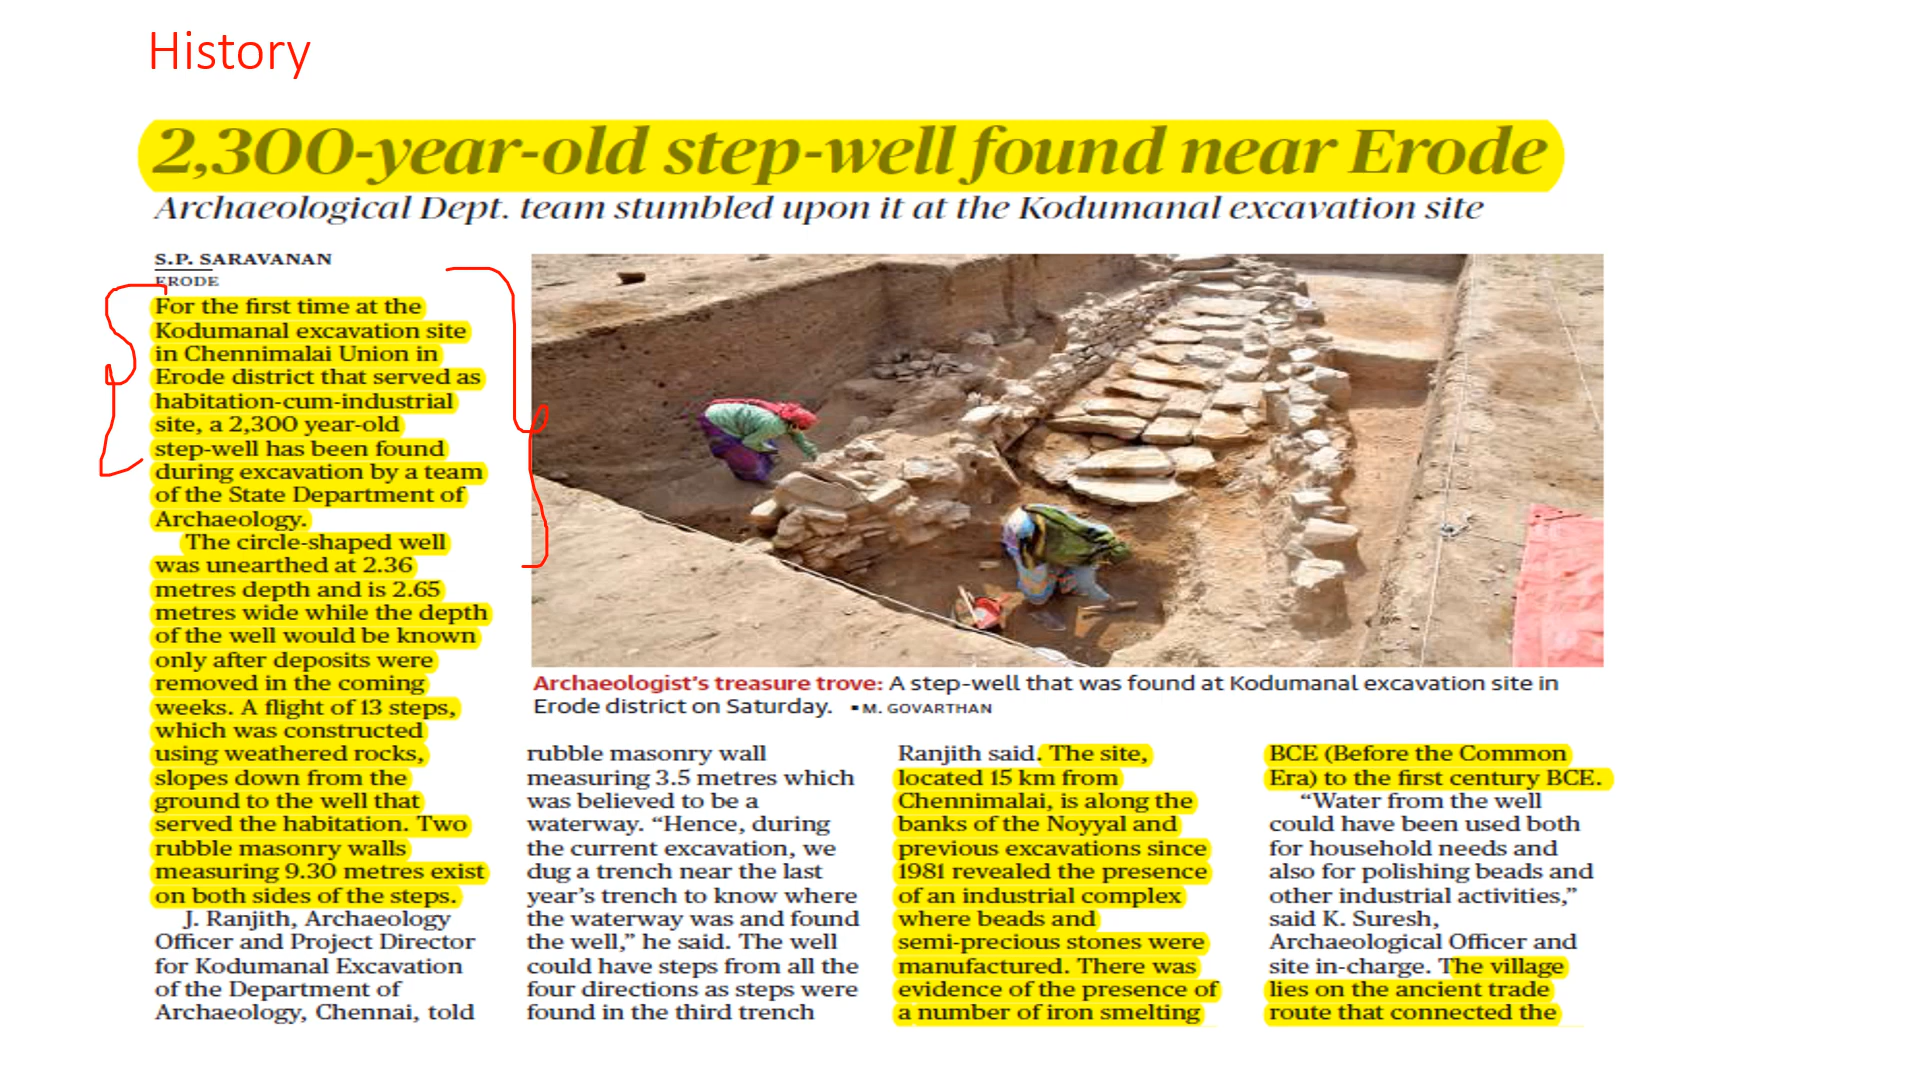 History
2,300-year-old step-well found near Erode
Archaeological Dept. team stumbled upon it at the Kodumanal excavation site
S.P. SARAVANAN
ERODE
For the first time at the
Kodumanal excavation site
in Chennimalai Union in
Erode district that served as
habitation-cum-industrial
site, a 2,300 year-old
step-well has been found
during excavation by a team
of the State Department of
Archaeology.
The circle-shaped well
was unearthed at 2.36
metres depth and is 2.65
metres wide while the depth
of the well would be known
only after deposits were
removed in the coming
weeks. A flight of 13 steps,
which was constructed
using weathered rocks,
slopes down from the
ground to the well that
served the habitation. Two
rubble masonry walls
measuring 9.30 metres exist
on both sides of the steps.
J. Ranjith, Archaeology
Officer and Project Director
for Kodumanal Excavation
of the Department of
Archaeology, Chennai, told
Archaeologist's treasure trove: A step-well that was found at Kodumanal excavation site in
Erode district on Saturday. ▪ M. GOVARTHAN
rubble masonry wall
measuring 3.5 metres which
was believed to be a
waterway. “Hence, during
the current excavation, we
dug a trench near the last
year's trench to know where
the waterway was and found
the well,” he said. The well
could have steps from all the
four directions as steps were
found in the third trench
Ranjith said. The site,
located 15 km from
Chennimalai, is along the
banks of the Noyyal and
previous excavations since
1981 revealed the presence
of an industrial complex
where beads and
semi-precious stones were
manufactured. There was
evidence of the presence of
a number of iron smelting
BCE (Before the Common
Era) to the first century BCE.
“Water from the well
could have been used both
for household needs and
also for polishing beads and
other industrial activities,”
said K. Suresh,
Archaeological Officer and
site in-charge. The village
lies on the ancient trade
route that connected the